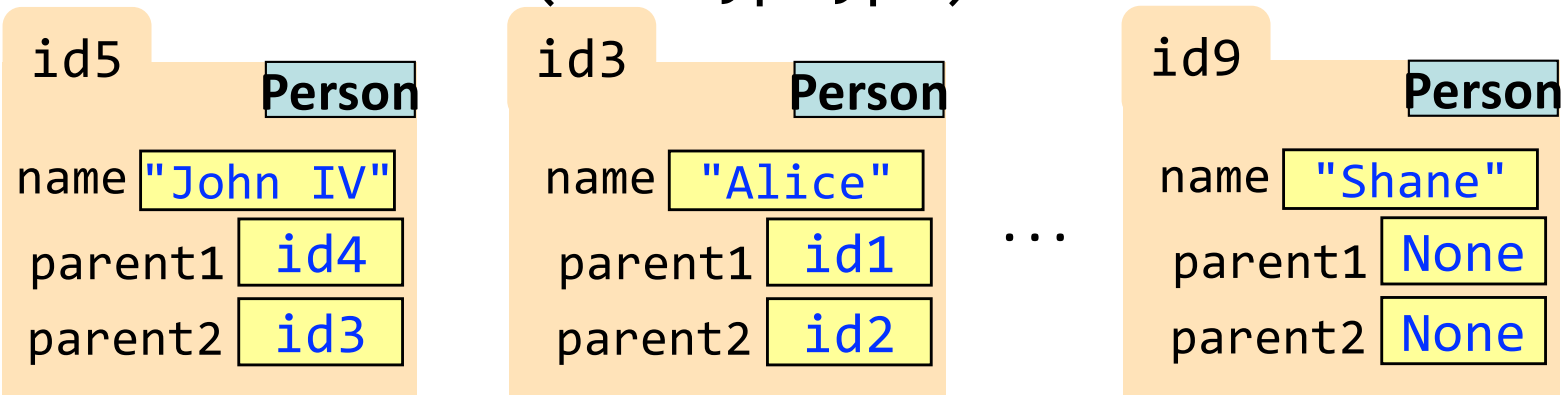 id5
Person
name "John IV"
parent1 id4
parent2 id3
id3
Person
name "Alice"
parent1 id1
parent2 id2
...
id9
Person
name "Shane"
parent1 None
parent2 None